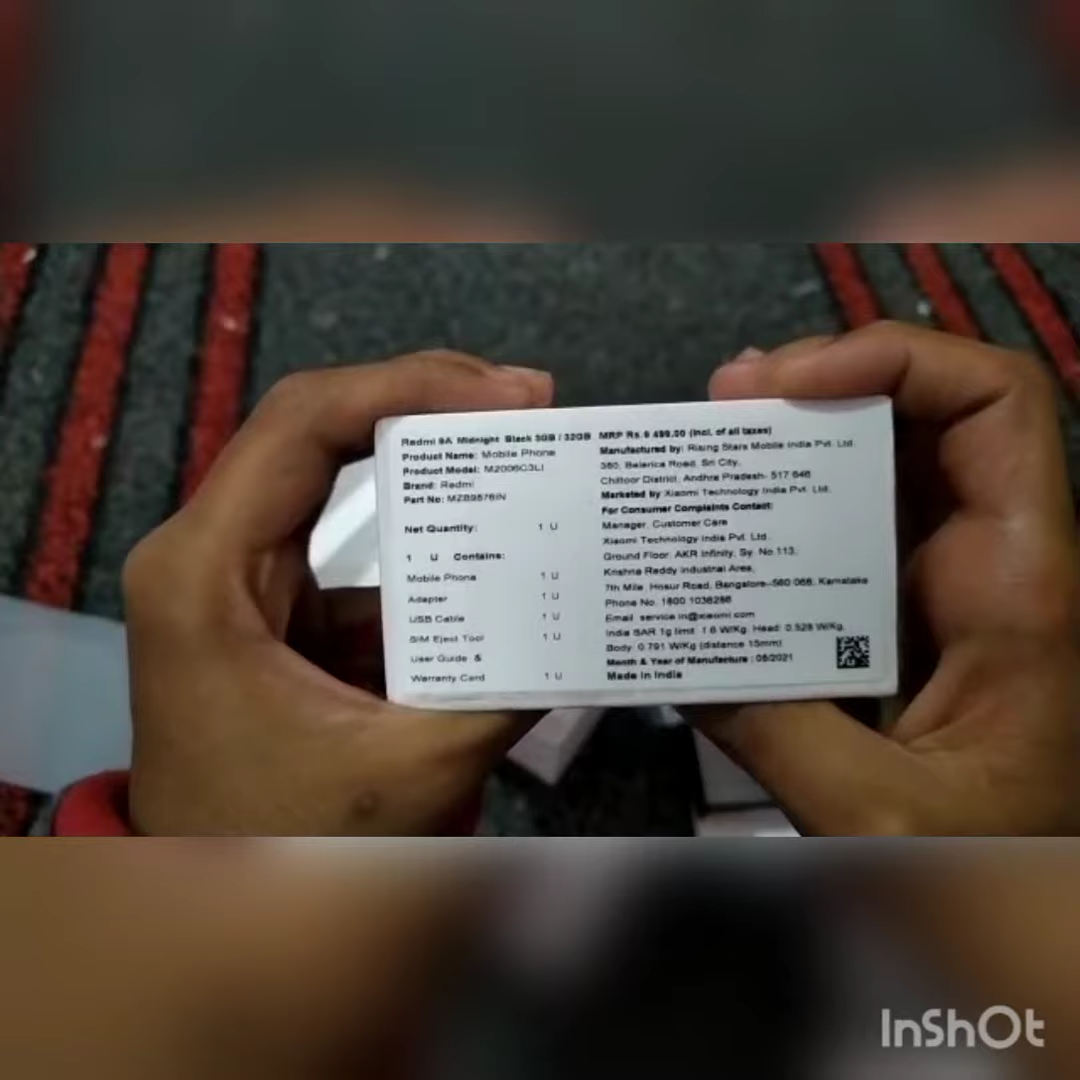 Redmi 9A Midnight Black 3GB / 32GB
Product Name: Mobile Phone
Product Model: M2006C3LI
Brand: Redmi
Part No: MZB9876IN
Net Quantity: 1 U
1 U Contains:
Mobile Phone 1 U
Adapter 1 U
USB Cable 1 U
SIM Eject Tool 1 U
User Guide &
Warranty Card 1 U
MRP Rs. 499.00 (Incl. of all taxes)
Manufactured by: Rising Stars Mobile India Pvt. Ltd.
380, Belerica Road, Sri City,
Chittoor District, Andhra Pradesh- 517 646
Marketed by Xiaomi Technology India Pvt. Ltd.
For Consumer Complaints Contact:
Manager, Customer Care
Xiaomi Technology India Pvt. Ltd.
Ground Floor, AKR Infinity, Sy. No 113,
Krishna Reddy Industrial Area,
7th Mile, Hosur Road, Bangalore-560 068, Karnataka
Phone No. 1800 1036286
Email service.in@xiaomi.com
India SAR 1g limit 1.6 W/Kg. Head: 0.528 W/Kg,
Body 0.791 W/Kg (distance 15mm)
Month & Year of Manufacture : 08/2021
Made in India
InShOt